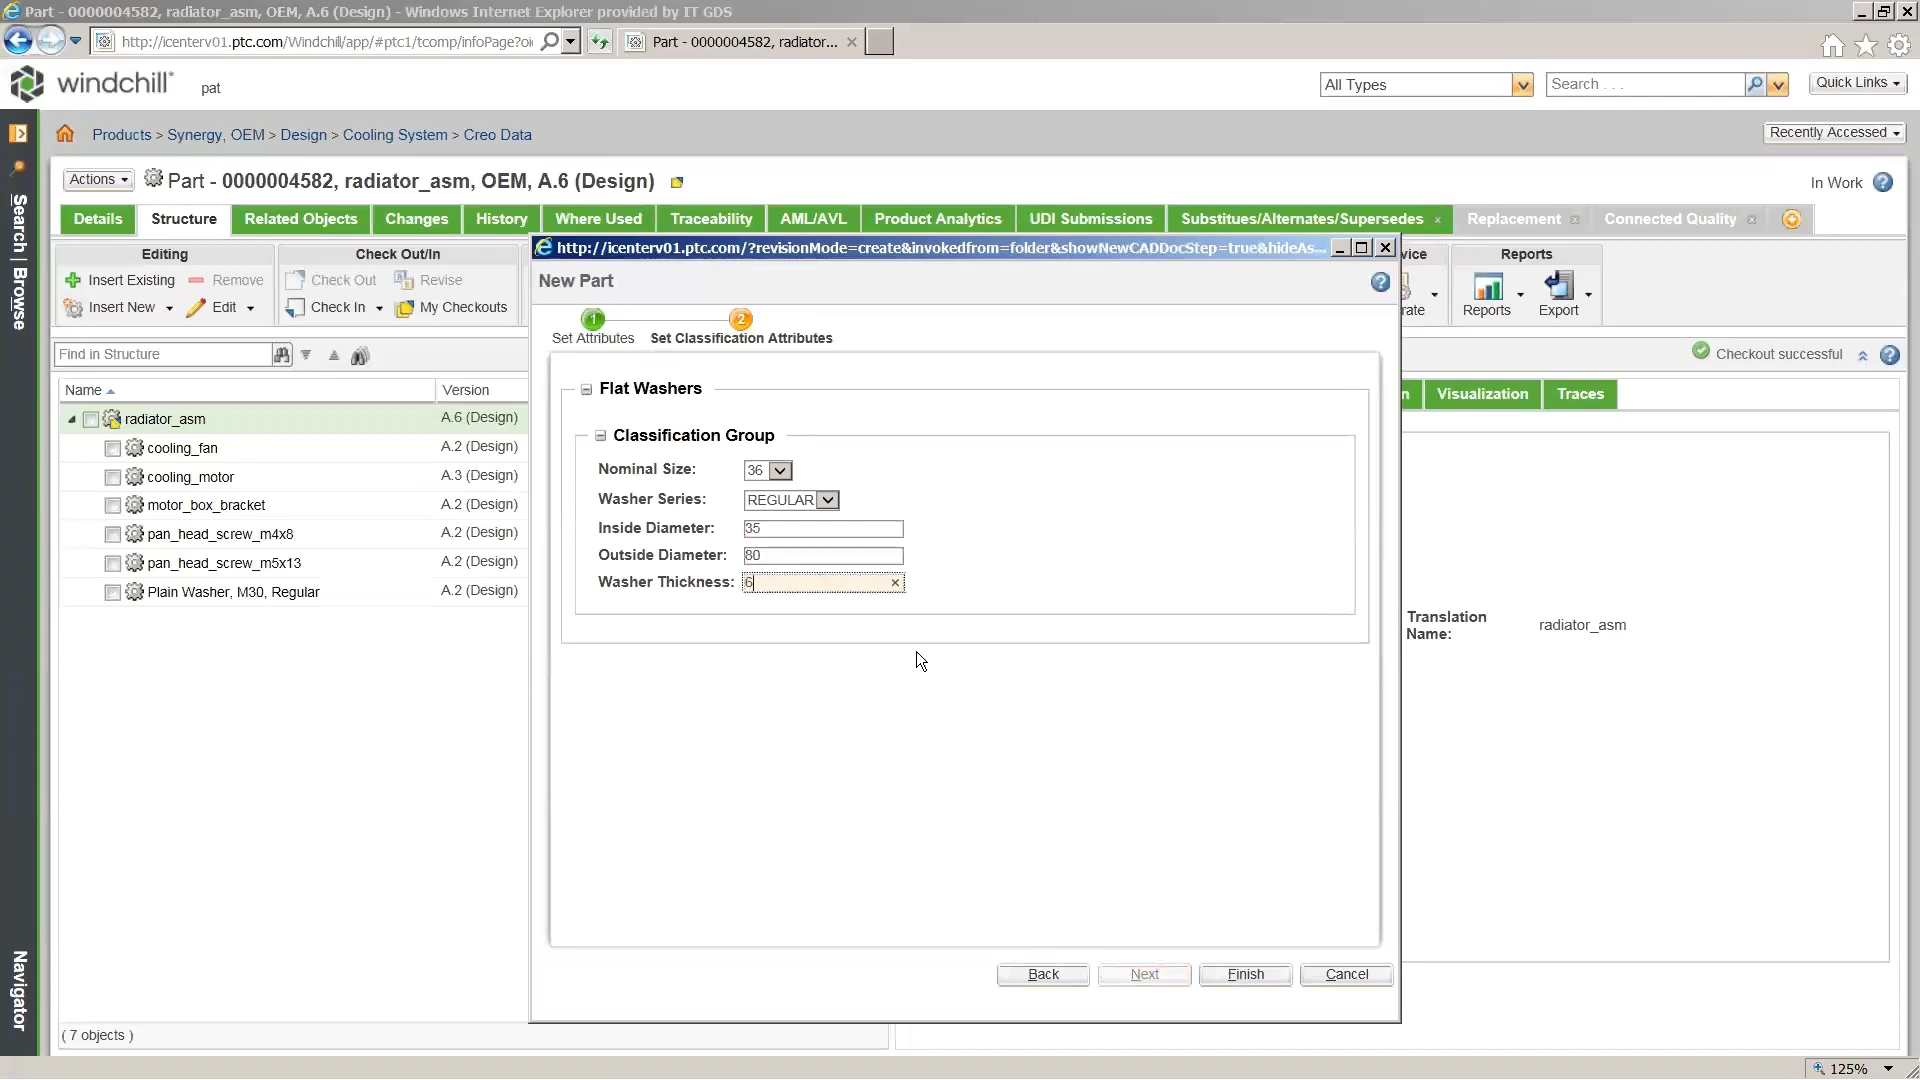 Part - 0000004582, radiator_asm, OEM, A.6 (Design) - Windows Internet Explorer provided by IT GDS
http://icenterv01.ptc.com/Windchill/app/#ptc1/tcomp/infoPage?oi
Part - 0000004582, radiator...
windchill
pat
All Types
Search . . .
Quick Links
Products > Synergy, OEM > Design > Cooling System > Creo Data
Recently Accessed
Actions
Part - 0000004582, radiator_asm, OEM, A.6 (Design)
In Work
Details
Structure
Related Objects
Changes
History
Where Used
Traceability
AML/AVL
Product Analytics
UDI Submissions
Substitues/Alternates/Supersedes
Replacement
Connected Quality
Search | Browse
Navigator
Editing
Insert Existing
Remove
Insert New
Edit
Check Out/In
Check Out
Revise
Check In
My Checkouts
vice
rate
Reports
Reports
Export
Find in Structure
Checkout successful
Name
Version
radiator_asm A.6 (Design)
cooling_fan A.2 (Design)
cooling_motor A.3 (Design)
motor_box_bracket A.2 (Design)
pan_head_screw_m4x8 A.2 (Design)
pan_head_screw_m5x13 A.2 (Design)
Plain Washer, M30, Regular A.2 (Design)
( 7 objects )
http://icenterv01.ptc.com/?revisionMode=create&invokedfrom=folder&showNewCADDocStep=true&hideAs...
New Part
1
2
Set Attributes
Set Classification Attributes
Flat Washers
Classification Group
Nominal Size: 36
Washer Series: REGULAR
Inside Diameter: 35
Outside Diameter: 80
Washer Thickness: 6
Back
Next
Finish
Cancel
n
Visualization
Traces
Translation
Name:
radiator_asm
125%